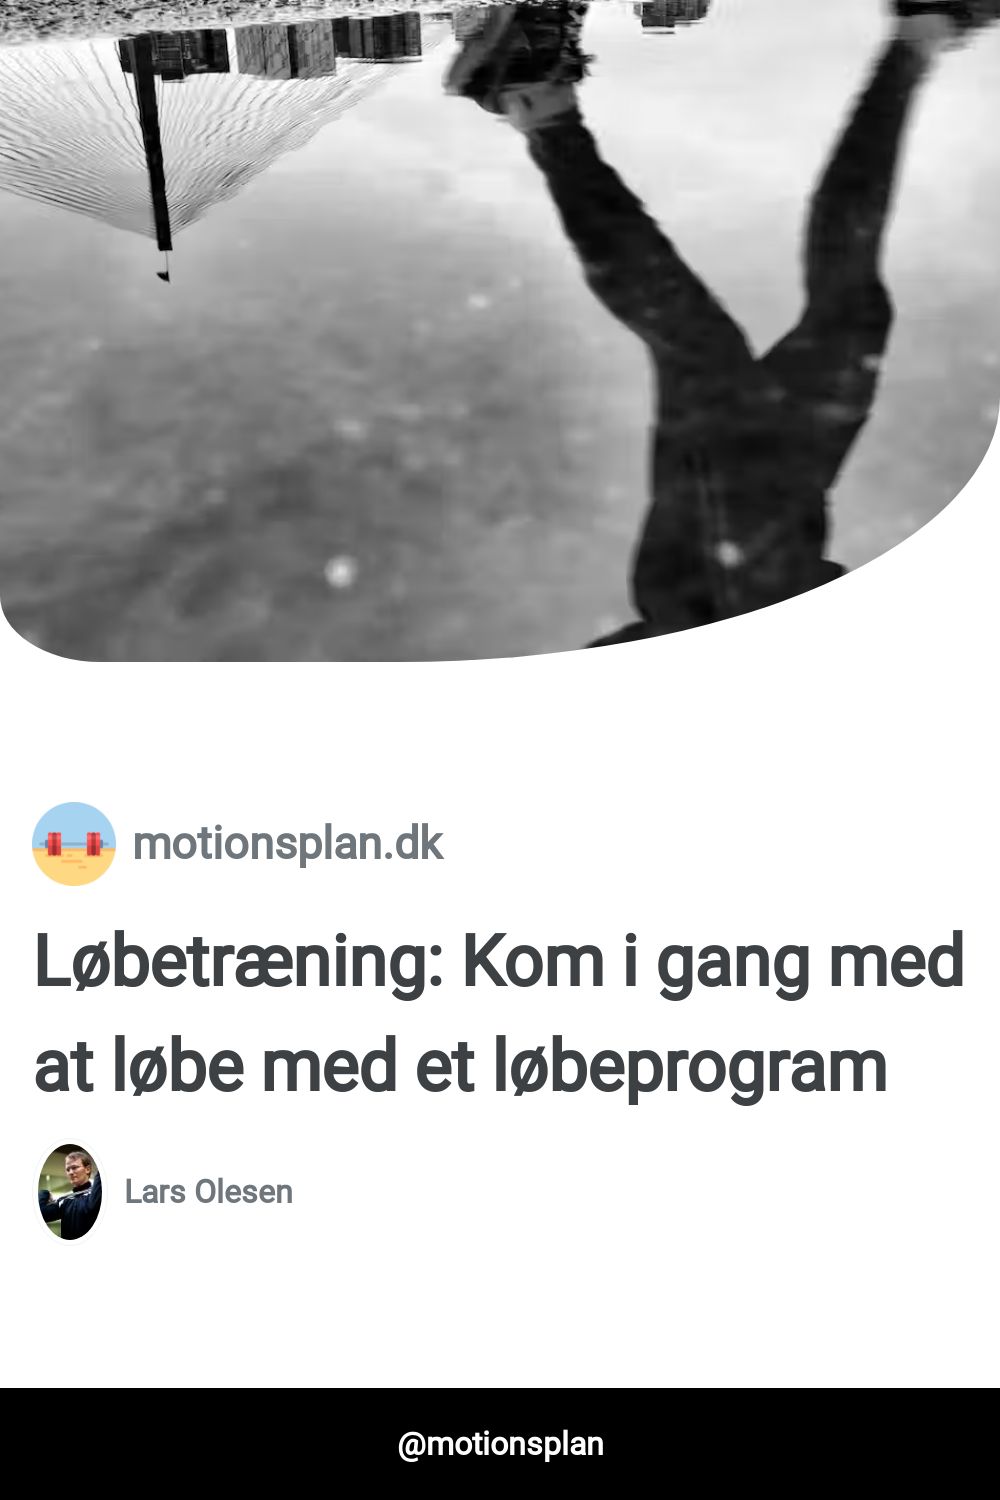 motionsplan.dk
Løbetræning: Kom i gang med
at løbe med et løbeprogram
Lars Olesen
@motionsplan